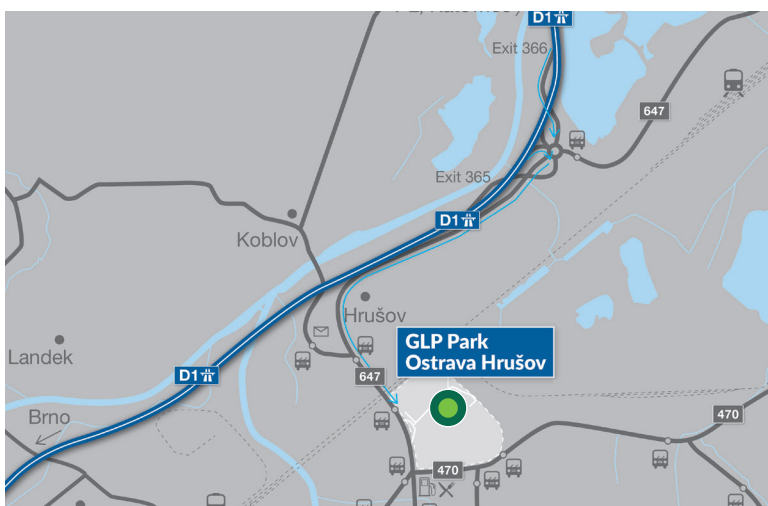 D1
Exit 366
647
Exit 365
D1
Koblov
Hrušov
GLP Park
Ostrava Hrušov
Landek
D1
647
Brno
470
470